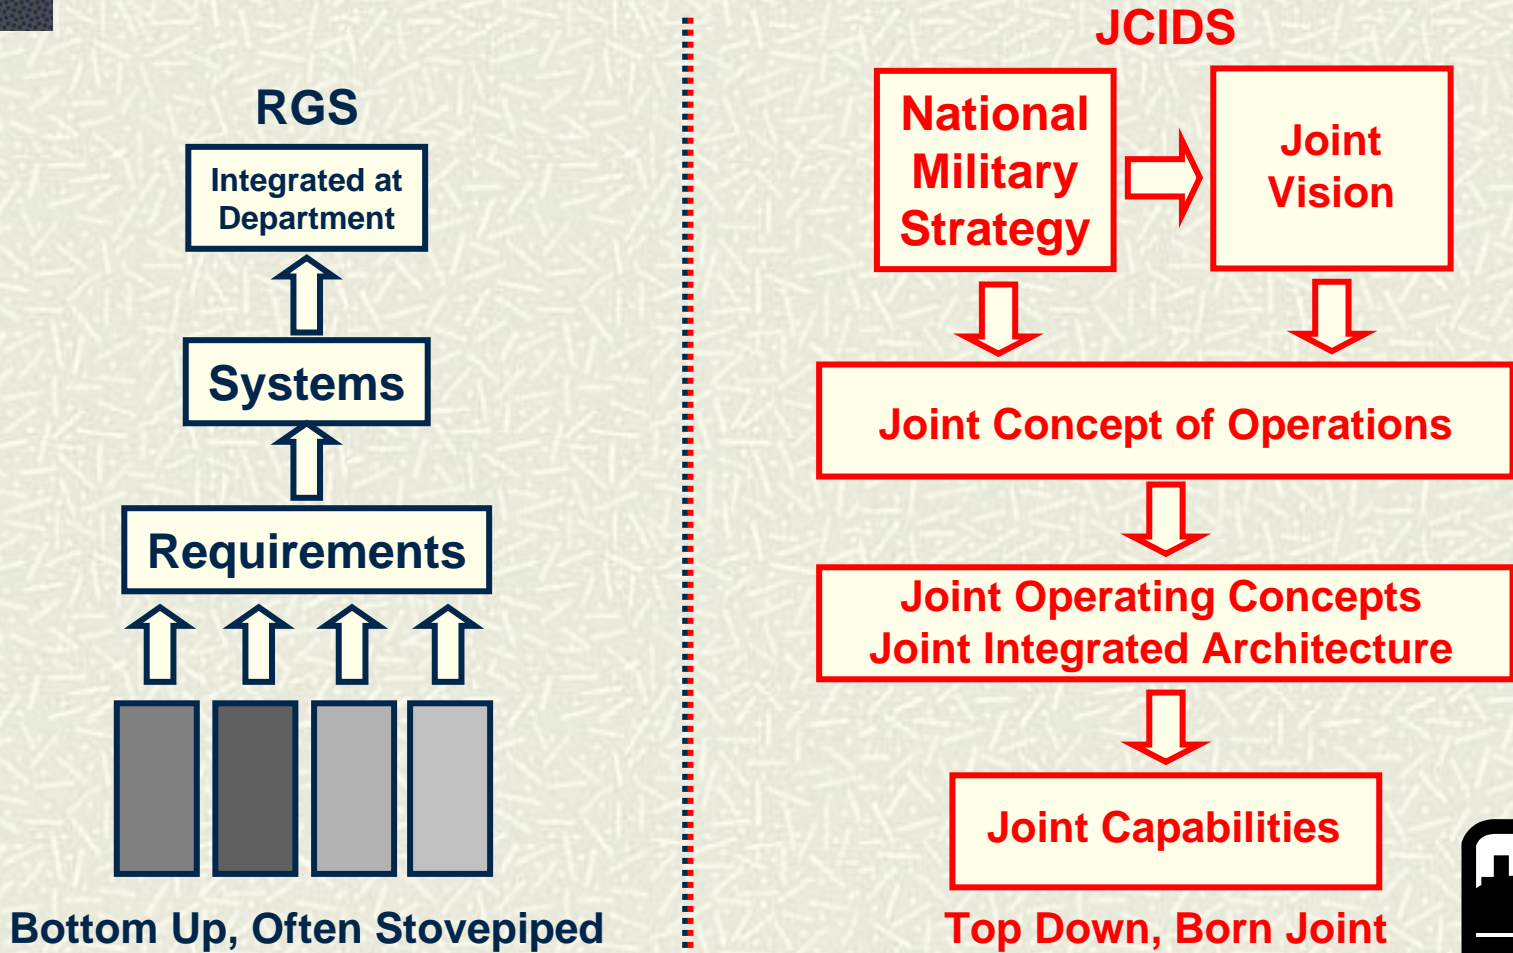 RGS
Integrated at
Department
Systems
Requirements
Bottom Up, Often Stovepiped
JCIDS
National
Military
Strategy
Joint
Vision
Joint Concept of Operations
Joint Operating Concepts
Joint Integrated Architecture
Joint Capabilities
Top Down, Born Joint